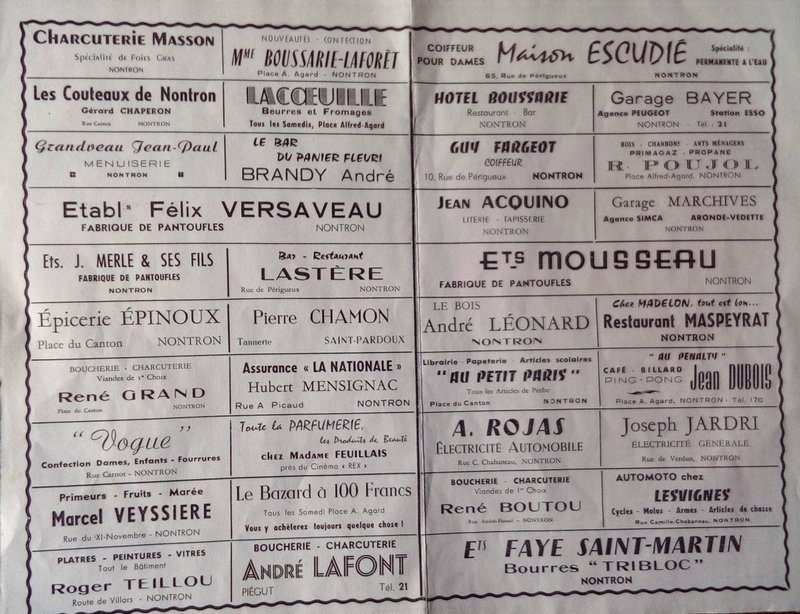 CHARCUTERIE MASSON
Spécialité de Foies Gras
NONTRON
NOUVEAUTÉS - CONFECTION
MME BOUSSARIE-LAFORÊT
Place A. Agard - NONTRON
COIFFEUR
POUR DAMES
Maison ESCUDIÉ
Spécialité :
PERMANENTE A L'EAU
65, Rue de Périgueux
NONTRON
Les Couteaux de Nontron
Gérard CHAPERON
Rue Carnot NONTRON
LACŒUILLE
Beurres et Fromages
Tous les Samedis, Place Alfred-Agard
HOTEL BOUSSARIE
Restaurant - Bar
NONTRON
Garage BAYER
Agence PEUGEOT Station ESSO
NONTRON - Tél. : 21
Grandveau Jean-Paul
MENUISERIE
NONTRON
LE BAR
DU PANIER FLEURI
BRANDY André
GUY FARGEOT
COIFFEUR
10, Rue de Périgueux NONTRON
BOIS - CHARBONS - ARTS MÉNAGERS
PRIMAGAZ - PROPANE
R. POUJOL
Place Alfred-Agard, NONTRON
Etabls Félix VERSAVEAU
FABRIQUE DE PANTOUFLES NONTRON
JEAN ACQUINO
LITERIE - TAPISSERIE
NONTRON
Garage MARCHIVES
Agence SIMCA ARONDE-VEDETTE
NONTRON
Ets. J. MERLE & SES FILS
FABRIQUE DE PANTOUFLES
NONTRON
Bar - Restaurant
LASTÈRE
Rue de Périgueux NONTRON
ETS MOUSSEAU
FABRIQUE DE PANTOUFLES NONTRON
Épicerie ÉPINOUX
Place du Canton NONTRON
Pierre CHAMON
Tannerie SAINT-PARDOUX
LE BOIS
André LÉONARD
NONTRON
Chez MADELON, tout est bon...
Restaurant MASPEYRAT
NONTRON
BOUCHERIE - CHARCUTERIE
Viandes de 1er Choix
René GRAND
Place du Canton NONTRON
Assurance « LA NATIONALE »
Hubert MENSIGNAC
Rue A Picaud NONTRON
Librairie - Papeterie - Articles scolaires
"AU PETIT PARIS"
Tous les Articles de Pêche
Place du Canton NONTRON
"AU PENALTY"
CAFÉ - BILLARD
PING-PONG
Jean DUBOIS
Place A. Agard, NONTRON - Tél. 170
"Vogue"
Confection Dames, Enfants - Fourrures
Rue Carnot - NONTRON
Toute la PARFUMERIE,
les Produits de Beauté
CHEZ MADAME FEUILLAIS
près du Cinéma « REX »
A. ROJAS
ÉLECTRICITÉ AUTOMOBILE
Rue C. Chabaneau, NONTRON
Joseph JARDRI
ÉLECTRICITÉ GÉNÉRALE
Rue de Verdun, NONTRON
Primeurs - Fruits - Marée
Marcel VEYSSIERE
Rue du XI-Novembre - NONTRON
Le Bazard à 100 Francs
Tous les Samedis Place A. Agard
Vous y achèterez toujours quelque chose !
BOUCHERIE - CHARCUTERIE
Viandes de 1er Choix
René BOUTOU
NONTRON
AUTOMOTO chez
LESVIGNES
Cycles - Motos - Armes - Articles de chasse
Rue Camille-Chabaneau, NONTRON
PLATRES - PEINTURES - VITRES
Tout le Bâtiment
Roger TEILLOU
Route de Villars - NONTRON
BOUCHERIE - CHARCUTERIE
ANDRÉ LAFONT
PIÉGUT Tél. 21
ETS FAYE SAINT-MARTIN
Bourres "TRIBLOC"
NONTRON